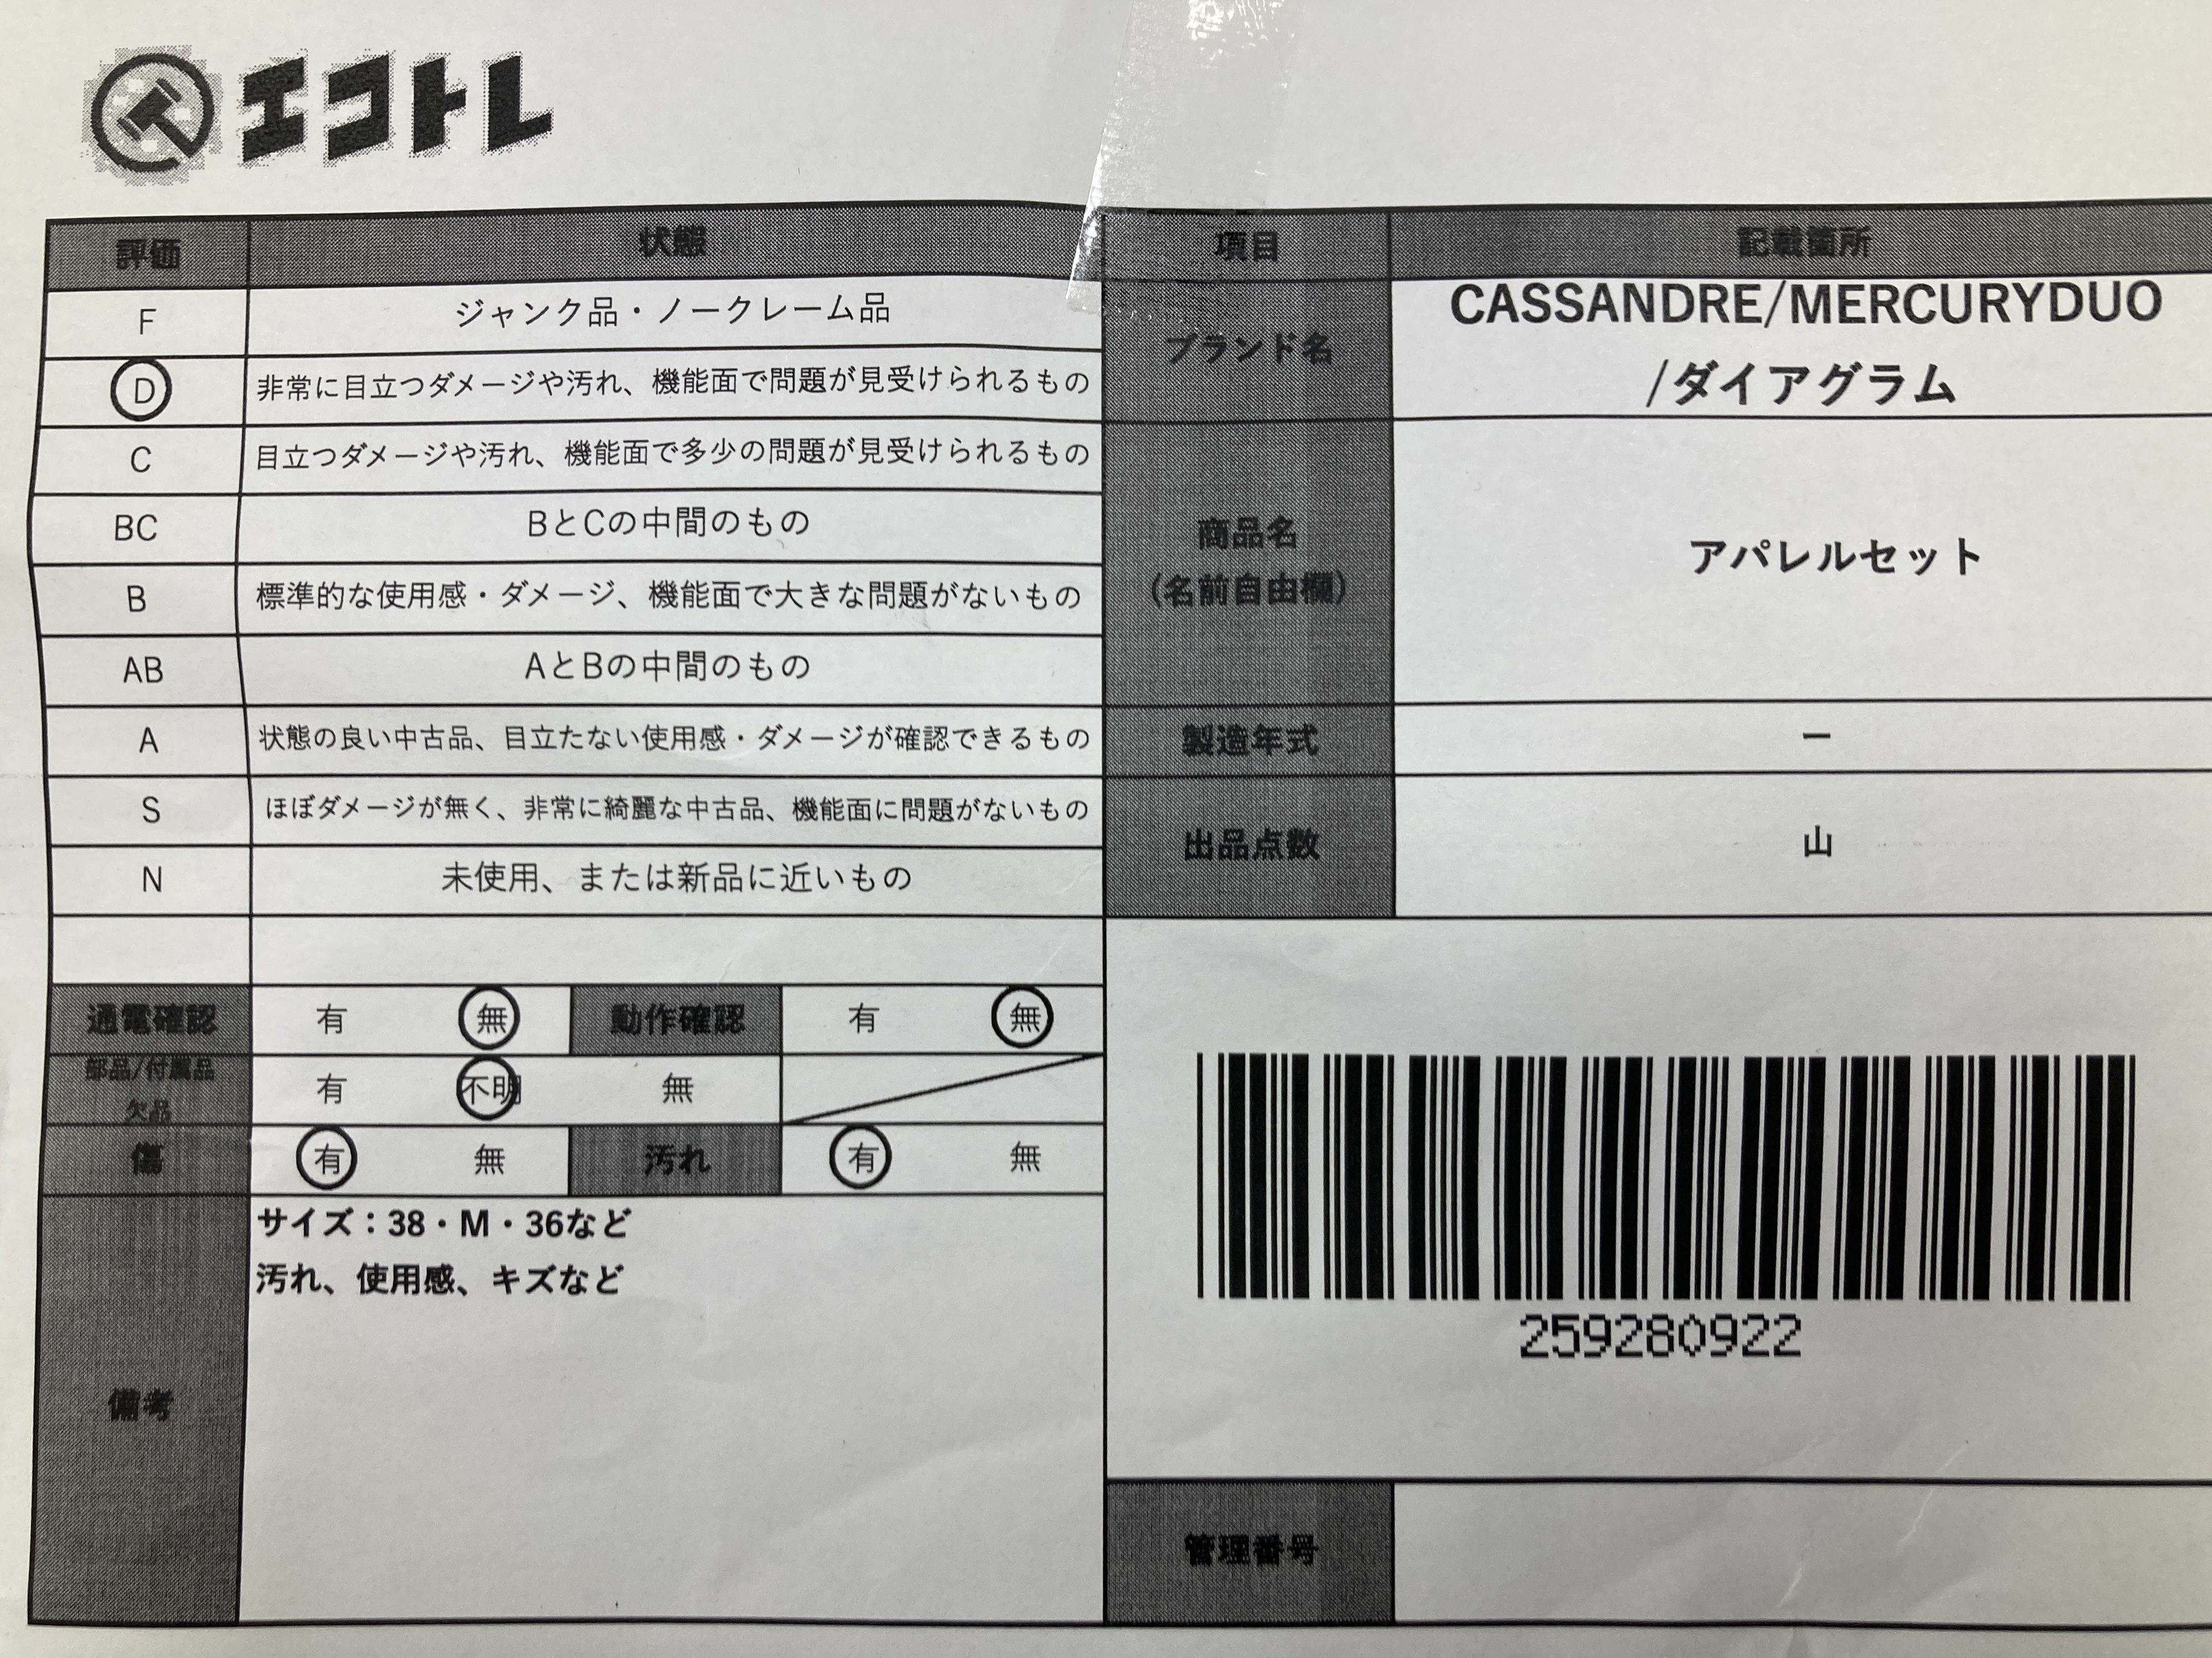 エコトレ
評価 状態
F ジャンク品・ノークレーム品
D 非常に目立つダメージや汚れ、機能面で問題が見受けられるもの
C 目立つダメージや汚れ、機能面で多少の問題が見受けられるもの
BC BとCの中間のもの
B 標準的な使用感・ダメージ、機能面で大きな問題がないもの
AB AとBの中間のもの
A 状態の良い中古品、目立たない使用感・ダメージが確認できるもの
S ほぼダメージが無く、非常に綺麗な中古品、機能面に問題がないもの
N 未使用、または新品に近いもの
通電確認 有 無 動作確認 有 無
部品/付属品
欠品
有 不明 無
傷 有 無 汚れ 有 無
備考
サイズ：38・M・36など
汚れ、使用感、キズなど
項目 記載箇所
ブランド名
CASSANDRE/MERCURYDUO
/ダイアグラム
商品名
（名前自由欄）
アパレルセット
製造年式 ー
出品点数 山
259280922
管理番号